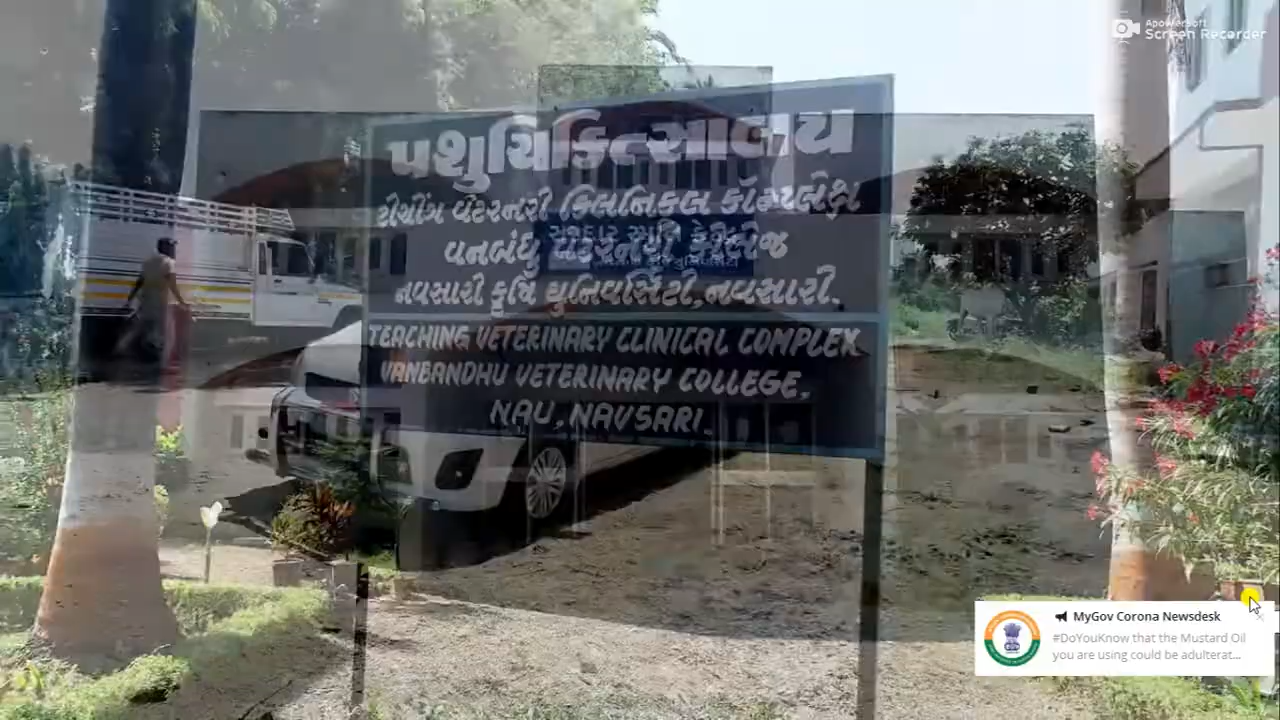 Apowersoft
Screen Recorder
પશુચિકિત્સાલય
ટીચીંગ વેટરનરી ક્લિનિકલ કોમ્પલેક્ષ
વનબંધુ વેટરનરી કોલેજ
નવસારી કૃષિ યુનિવર્સિટી, નવસારી.
TEACHING VETERINARY CLINICAL COMPLEX
VANBANDHU VETERINARY COLLEGE,
NAU, NAVSARI.
MyGov Corona Newsdesk
#DoYouKnow that the Mustard Oil
you are using could be adulterat...